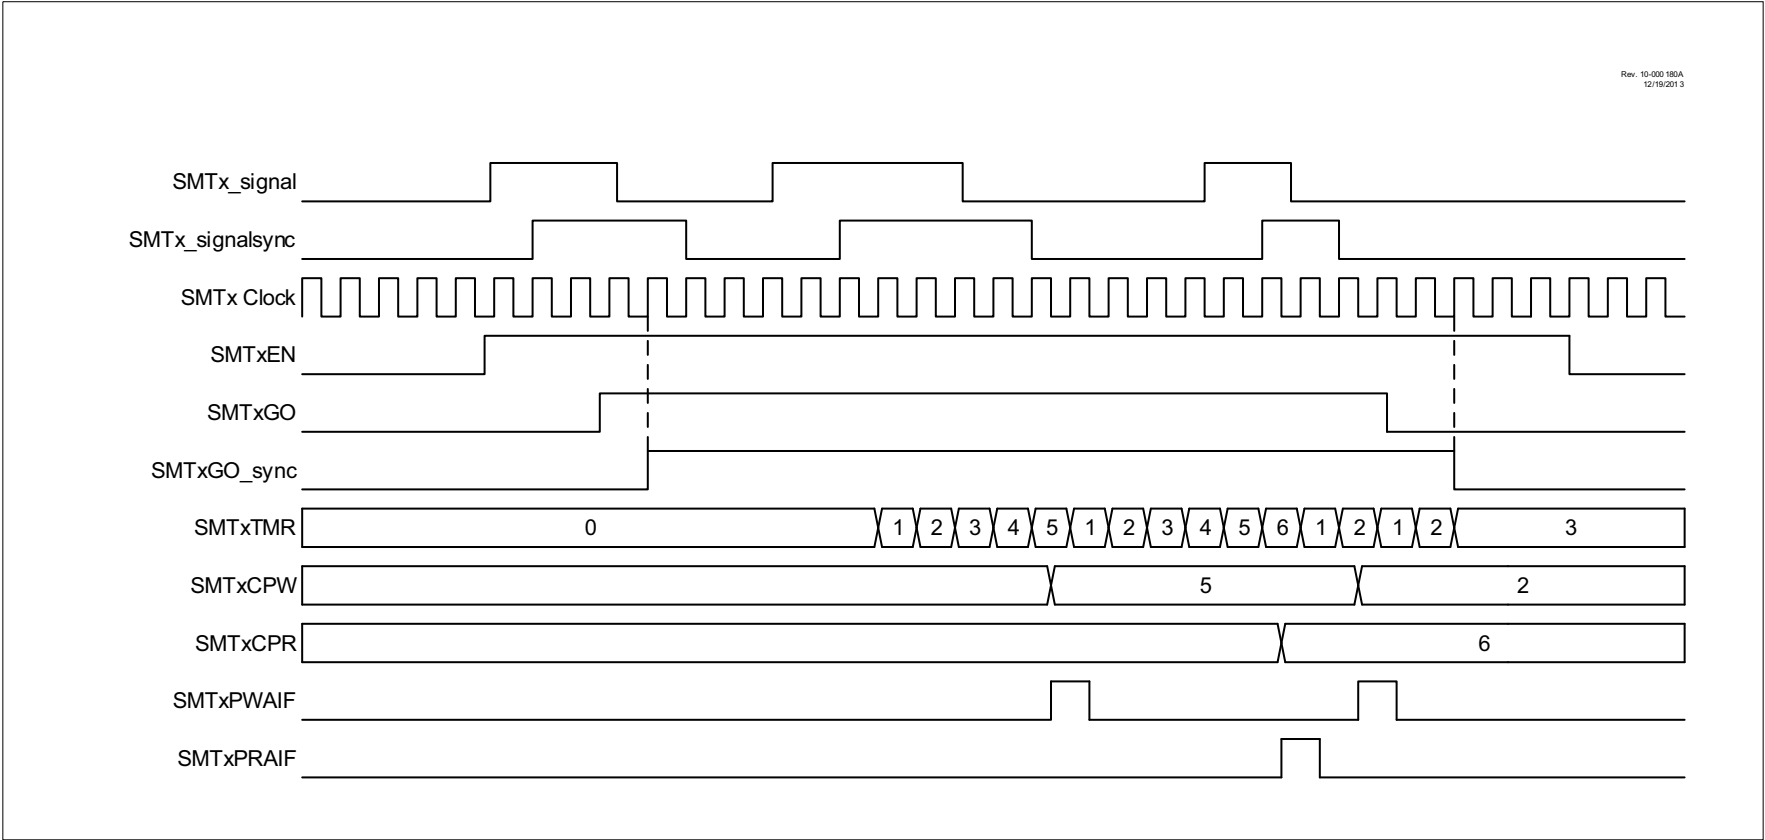 Rev. 10-000 180A
12/19/201 3
SMTx_signal
SMTx_signalsync
SMTx Clock
SMTxEN
SMTxGO
SMTxGO_sync
SMTxTMR 0 1 2 3 4 5 1 2 3 4 5 6 1 2 1 2 3
SMTxCPW 5 2
SMTxCPR 6
SMTxPWAIF
SMTxPRAIF